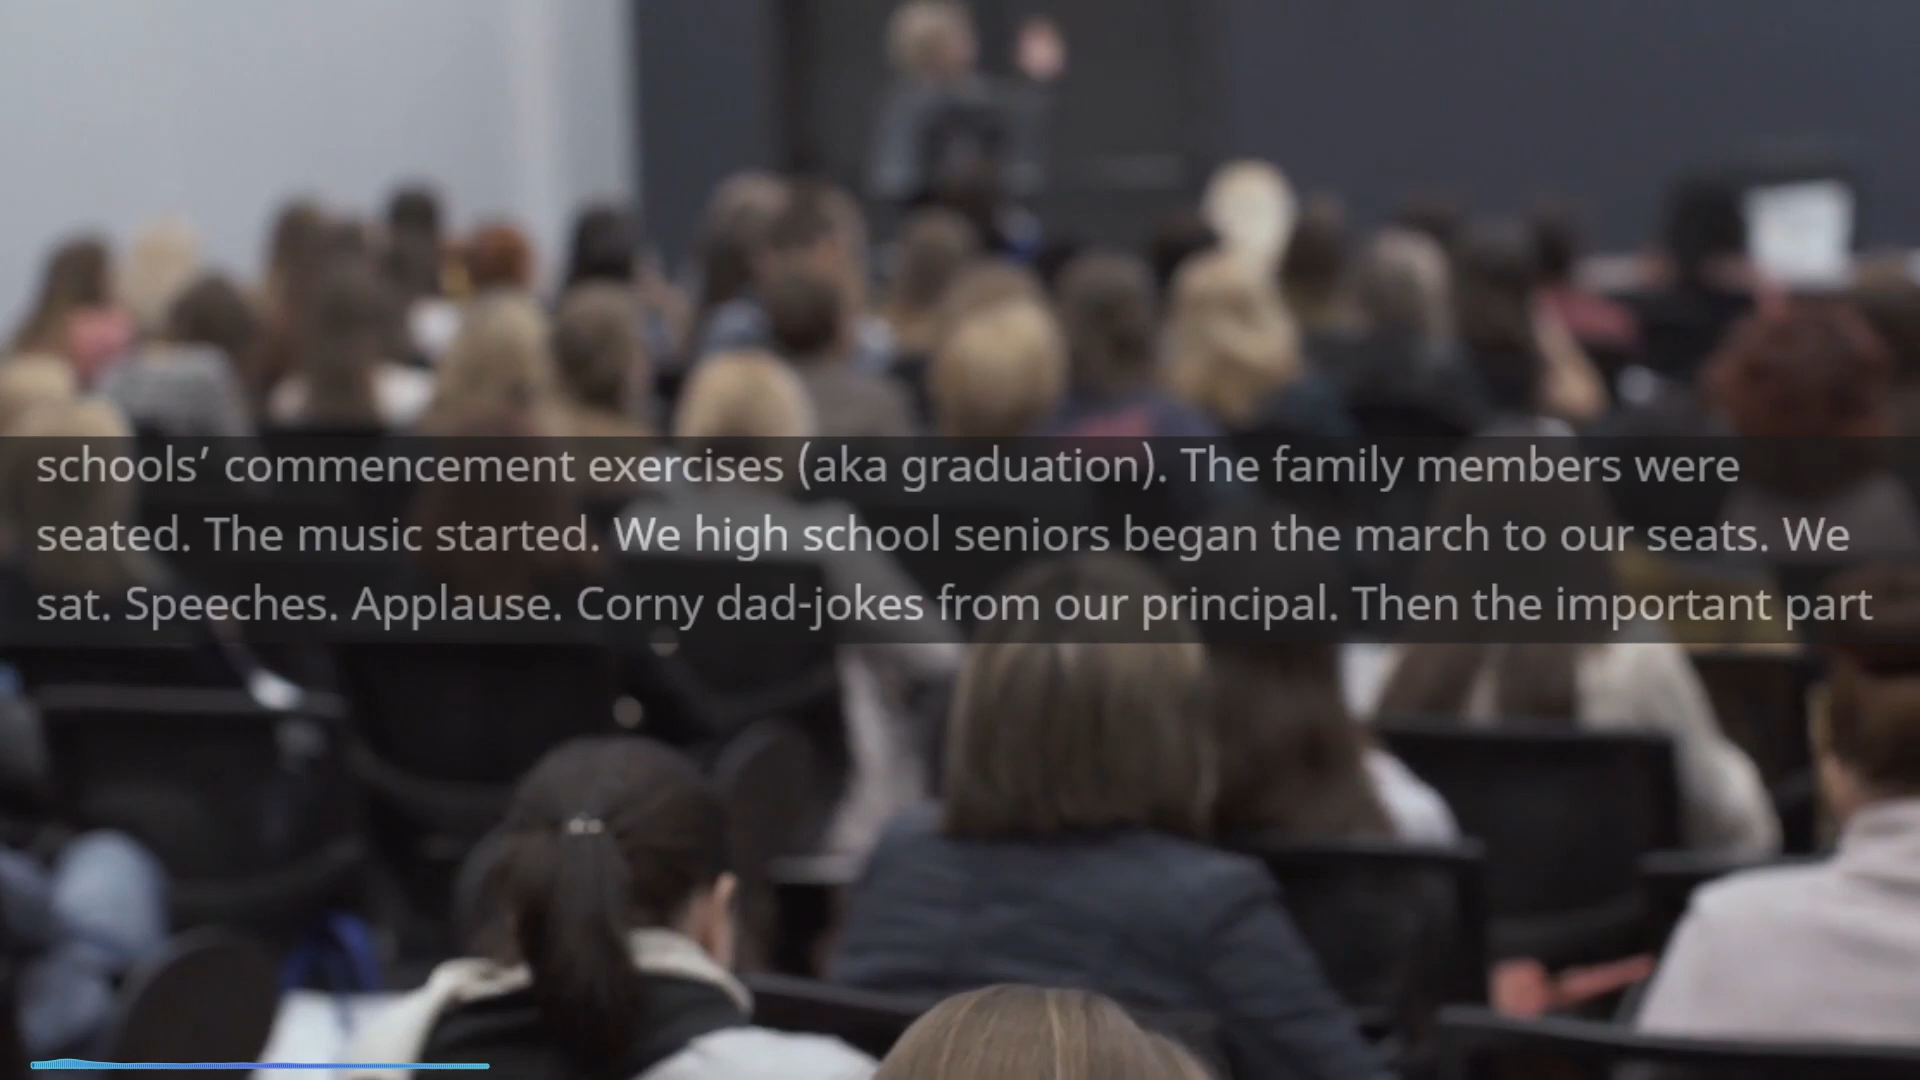 schools’ commencement exercises (aka graduation). The family members were
seated. The music started. We high school seniors began the march to our seats. We
sat. Speeches. Applause. Corny dad-jokes from our principal. Then the important part